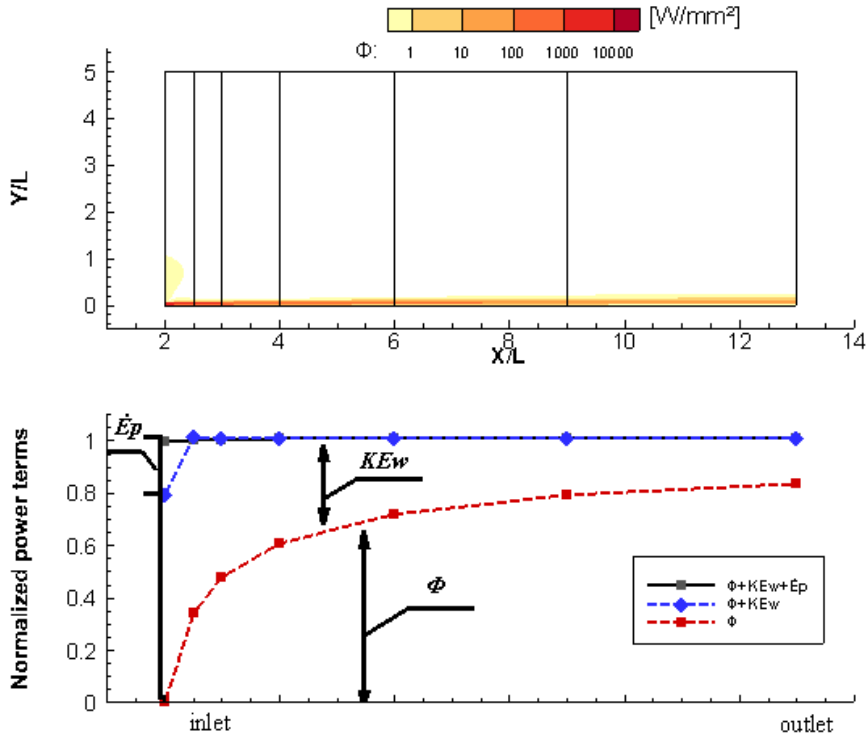 [W/mm²]
Φ: 1 10 100 1000 10000
5
4
3
2
1
0
Y/L
2 4 6 8 10 12 14
X/L
1
0.8
0.6
0.4
0.2
0
Normalized power terms
Ėp
KEw
Φ
Φ+KEw+Ėp
Φ+KEw
Φ
inlet outlet